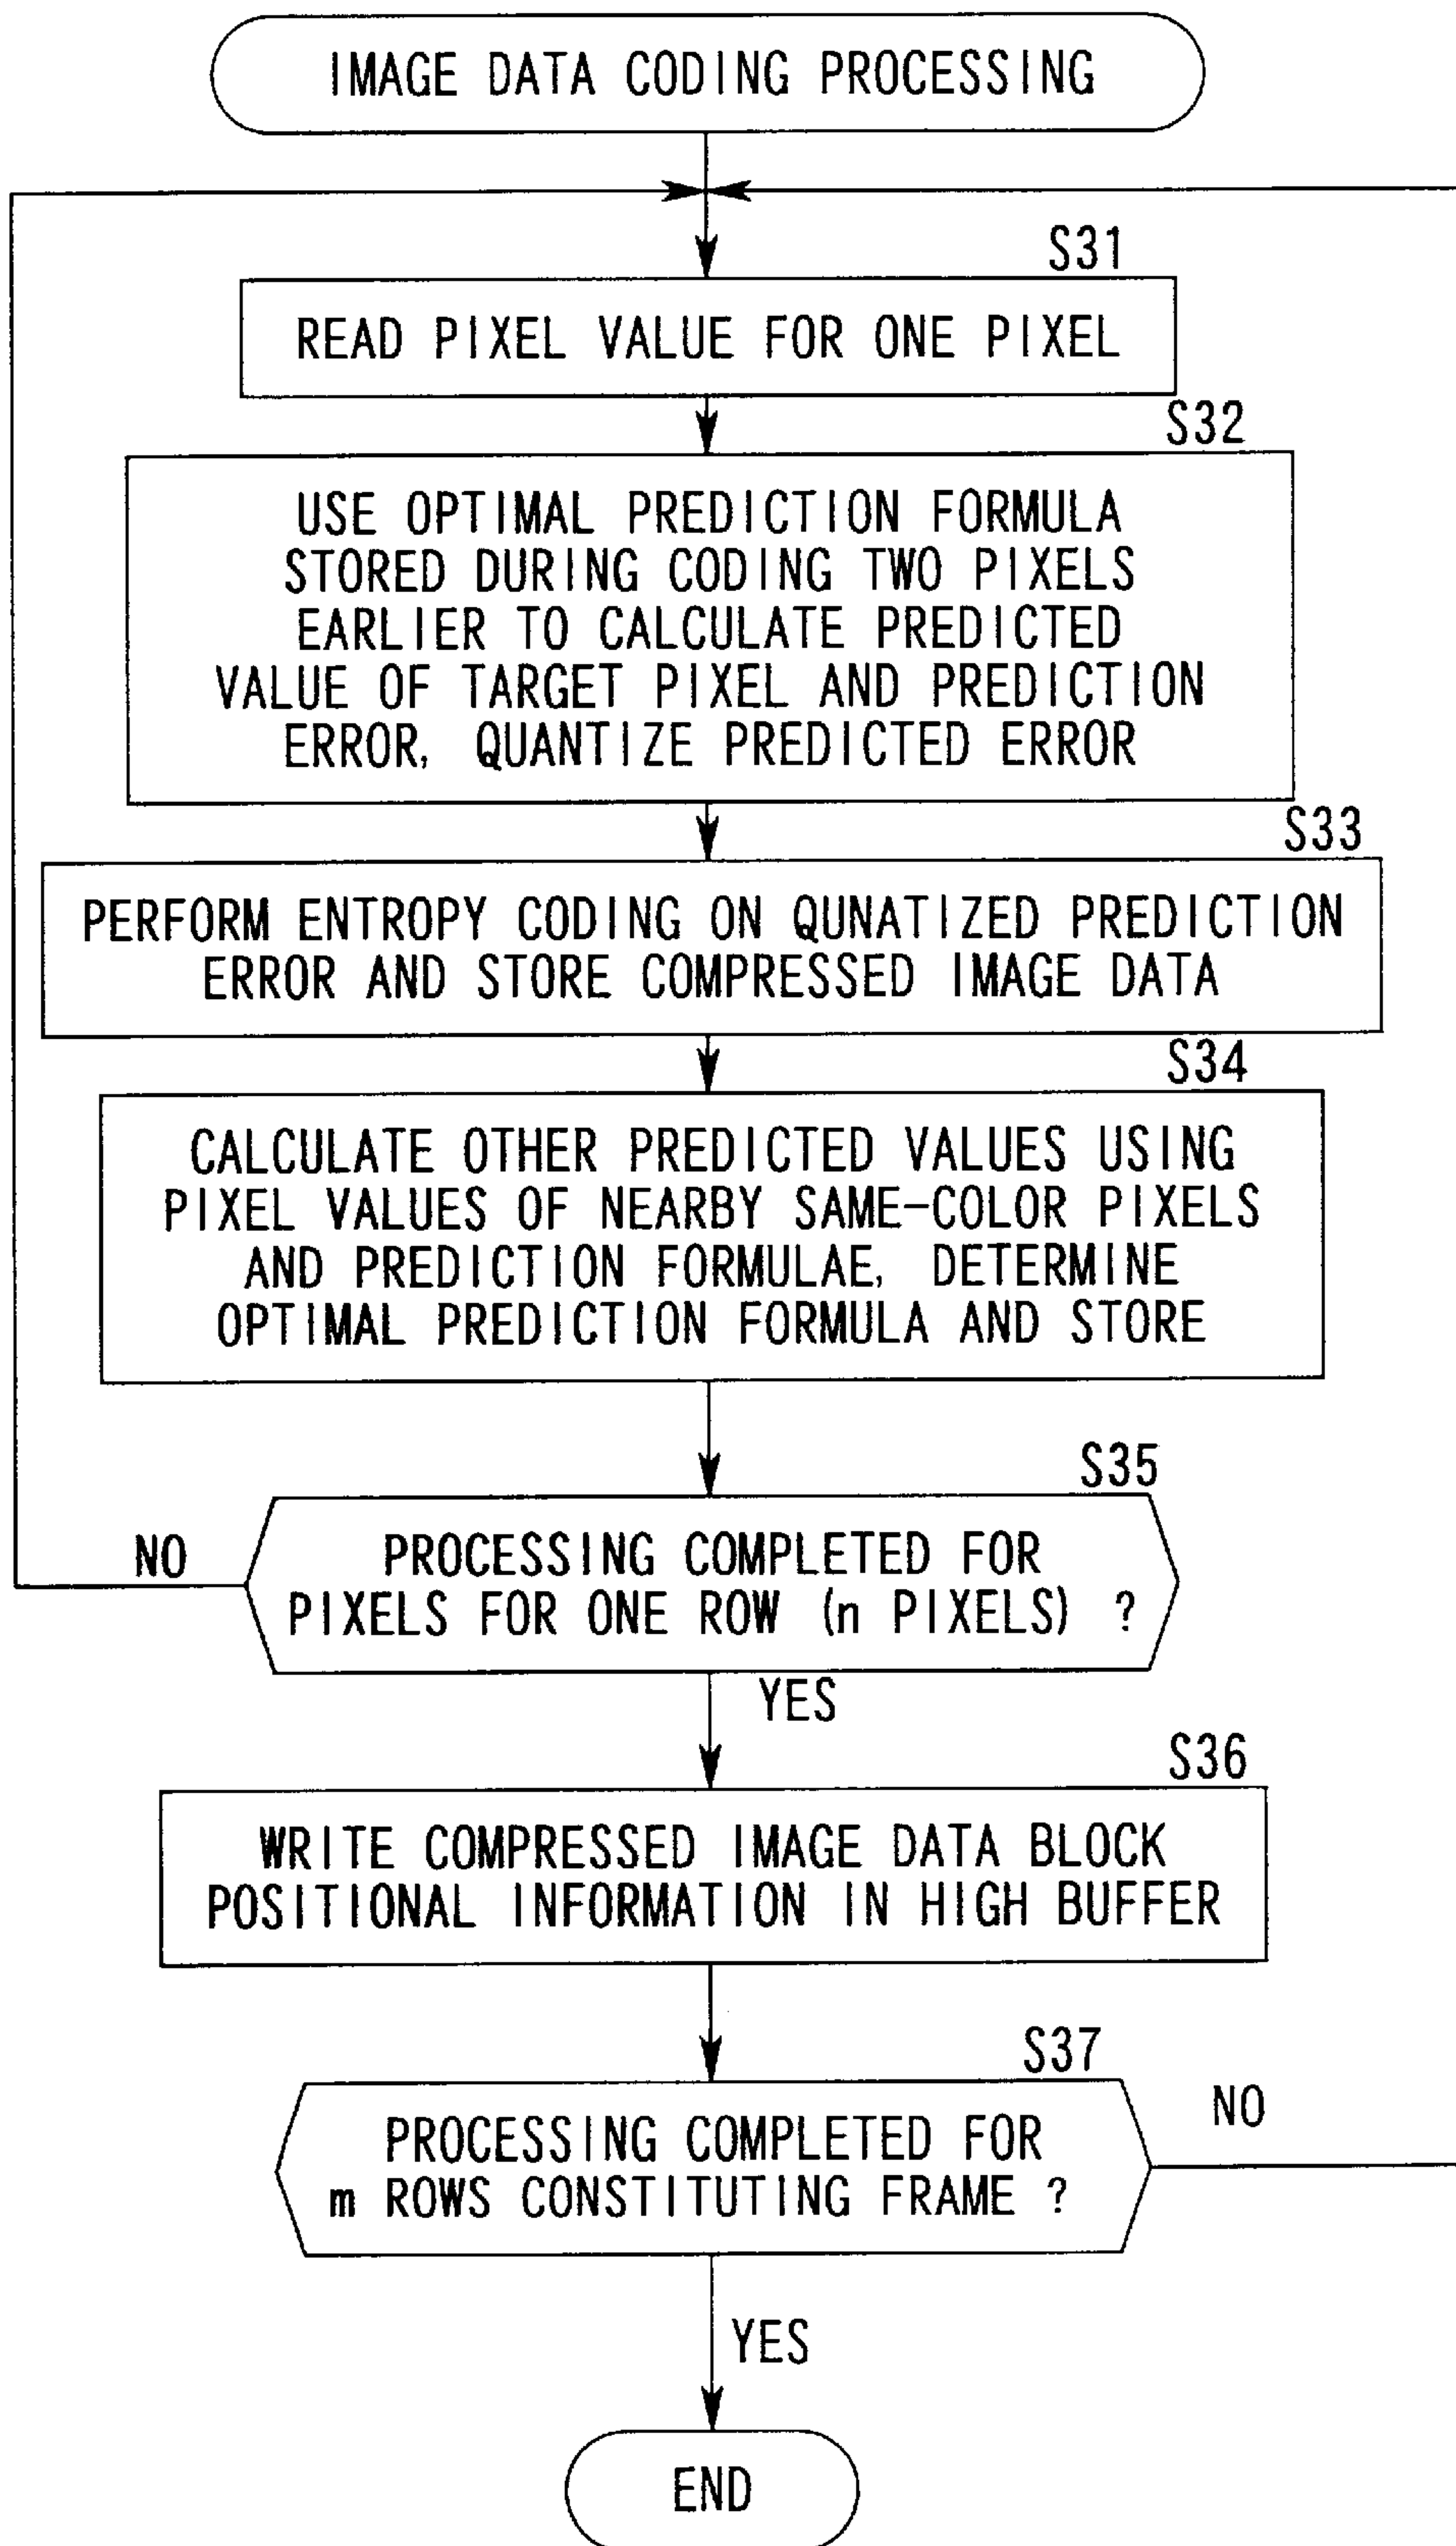 IMAGE DATA CODING PROCESSING
S31
READ PIXEL VALUE FOR ONE PIXEL
S32
USE OPTIMAL PREDICTION FORMULA
STORED DURING CODING TWO PIXELS
EARLIER TO CALCULATE PREDICTED
VALUE OF TARGET PIXEL AND PREDICTION
ERROR, QUANTIZE PREDICTED ERROR
S33
PERFORM ENTROPY CODING ON QUNATIZED PREDICTION
ERROR AND STORE COMPRESSED IMAGE DATA
S34
CALCULATE OTHER PREDICTED VALUES USING
PIXEL VALUES OF NEARBY SAME-COLOR PIXELS
AND PREDICTION FORMULAE, DETERMINE
OPTIMAL PREDICTION FORMULA AND STORE
S35
NO
PROCESSING COMPLETED FOR
PIXELS FOR ONE ROW (n PIXELS) ?
YES
S36
WRITE COMPRESSED IMAGE DATA BLOCK
POSITIONAL INFORMATION IN HIGH BUFFER
S37
NO
PROCESSING COMPLETED FOR
m ROWS CONSTITUTING FRAME ?
YES
END